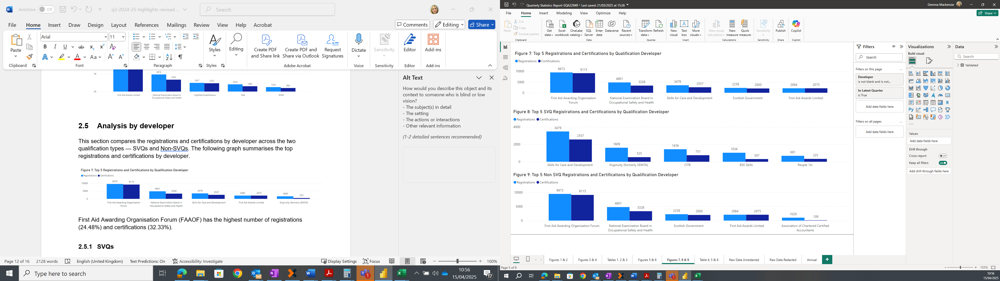 AutoSave Off q3-2024-25-highlights-revised.... Search
File Home Insert Draw Design Layout References Mailings Review View Help Acrobat Comments Editing Share
Arial 11
Paste Styles Editing Create PDF and Share link Create PDF and Share via Outlook Request Signatures Dictate Sensitivity Editor Add-ins
Clipboard Font Paragraph Styles Adobe Acrobat Voice Sensitivity Editor Add-ins
5K 4814 3343 2437 2333 2024 1493 1244 990
0K
First Aid Awards Limited National Examination Board in Occupational Safety and Health Highfield Qualifications SQA BIIAB
2.5 Analysis by developer
This section compares the registrations and certifications by developer across the two
qualification types — SVQs and Non-SVQs. The following graph summarises the top
registrations and certifications by developer.
Figure 7: Top 5 Registrations and Certifications by Qualification Developer
Registrations Certifications
10000 9473 9115
5000 4801 3328 3479 2557 2084 2075 1609 525
0
First Aid Awarding Organisation Forum National Examination Board in Occupational Safety and Health Skills for Care and Development First Aid Awards Limited Enginuity (formerly SEMTA)
First Aid Awarding Organisation Forum (FAAOF) has the highest number of registrations
(24.48%) and certifications (32.33%).
2.5.1 SVQs
Alt Text
How would you describe this object and its
context to someone who is blind or low
vision?
- The subject(s) in detail
- The setting
- The actions or interactions
- Other relevant information
(1-2 detailed sentences recommended)
Page 12 of 16 2128 words English (United Kingdom) Text Predictions: On Accessibility: Investigate Display Settings Focus 100%
Type here to search 1 10:56
15/04/2025 17
Quarterly Statistics Report-SQA22949 • Last saved: 21/03/2025 at 15:26 Gemma Mackenzie
File Home Insert Modeling View Optimize Help Share
Paste Cut Copy Format painter Get data Excel workbook OneLake catalog SQL Server Enter data Dataverse Recent sources Transform data Refresh New visual Text box More visuals New visual calculation New measure Quick measure Sensitivity Publish Copilot
Clipboard Data Queries Insert Calculations Sensitivity Share Copilot
Figure 7: Top 5 Registrations and Certifications by Qualification Developer
Registrations Certifications
10000 9473 9115
5000 4801 3328 3479 2557 2258 2000 2084 2075
0
First Aid Awarding Organisation Forum National Examination Board in Occupational Safety and Health Skills for Care and Development Scottish Government First Aid Awards Limited
Figure 8: Top 5 SVQ Registrations and Certifications by Qualification Developer
Registrations Certifications
4000 3479 2557
2000 1609 525 1436 751 1034 307 681 325
0
Skills for Care and Development Enginuity (formerly SEMTA) CITB BSE Skills People 1st
Figure 9: Top 5 Non SVQ Registrations and Certifications by Qualification Developer
Registrations Certifications
10000 9473 9115
5000 4801 3328 2258 2000 2084 2075 1026 109
0
First Aid Awarding Organisation Forum National Examination Board in Occupational Safety and Health Scottish Government First Aid Awards Limited Association of Chartered Certified Accountants
Filters
Search
Filters on this page ...
Developer
is not blank and is not...
In Latest Quarter
is True
Add data fields here
Filters on all pages ...
Add data fields here
Visualizations
Build visual
R
Py
...
Values
Add data fields here
Drill through
Cross-report Off
Keep all filters On
Add drill-through fields here
Data
Search
Validated
Figures 1 & 2 Figures 3 & 4 Tables 1, 2 & 3 Figures 5 & 6 Figures 7, 8 & 9 Table 4, 5 & 6 Raw Data Unredacted Raw Data Redacted Annual +
Page 5 of 9 103%
10:56
15/04/2025